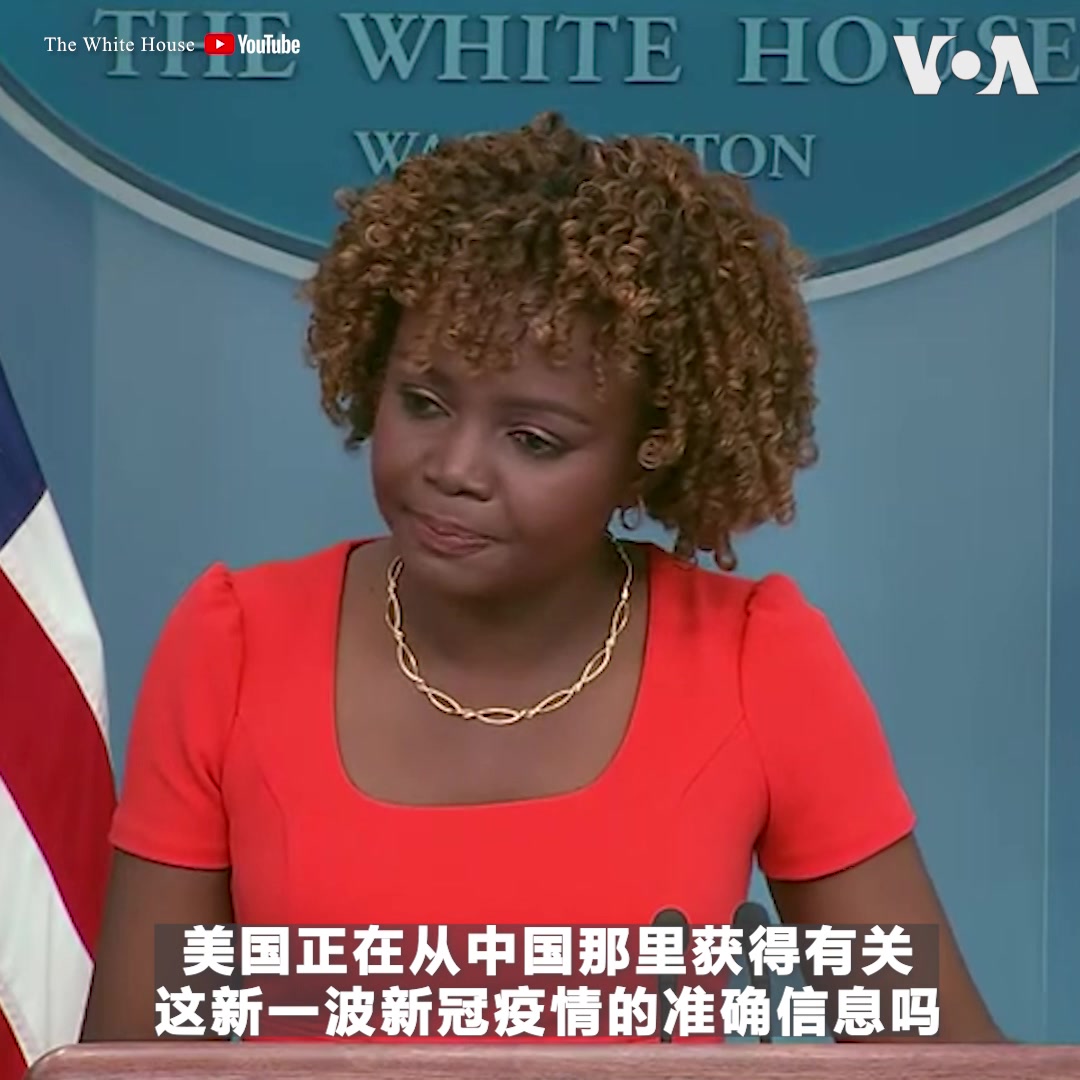 The White House YouTube
VOA
THE WHITE HOUSE
WASHINGTON
美国正在从中国那里获得有关
这新一波新冠疫情的准确信息吗